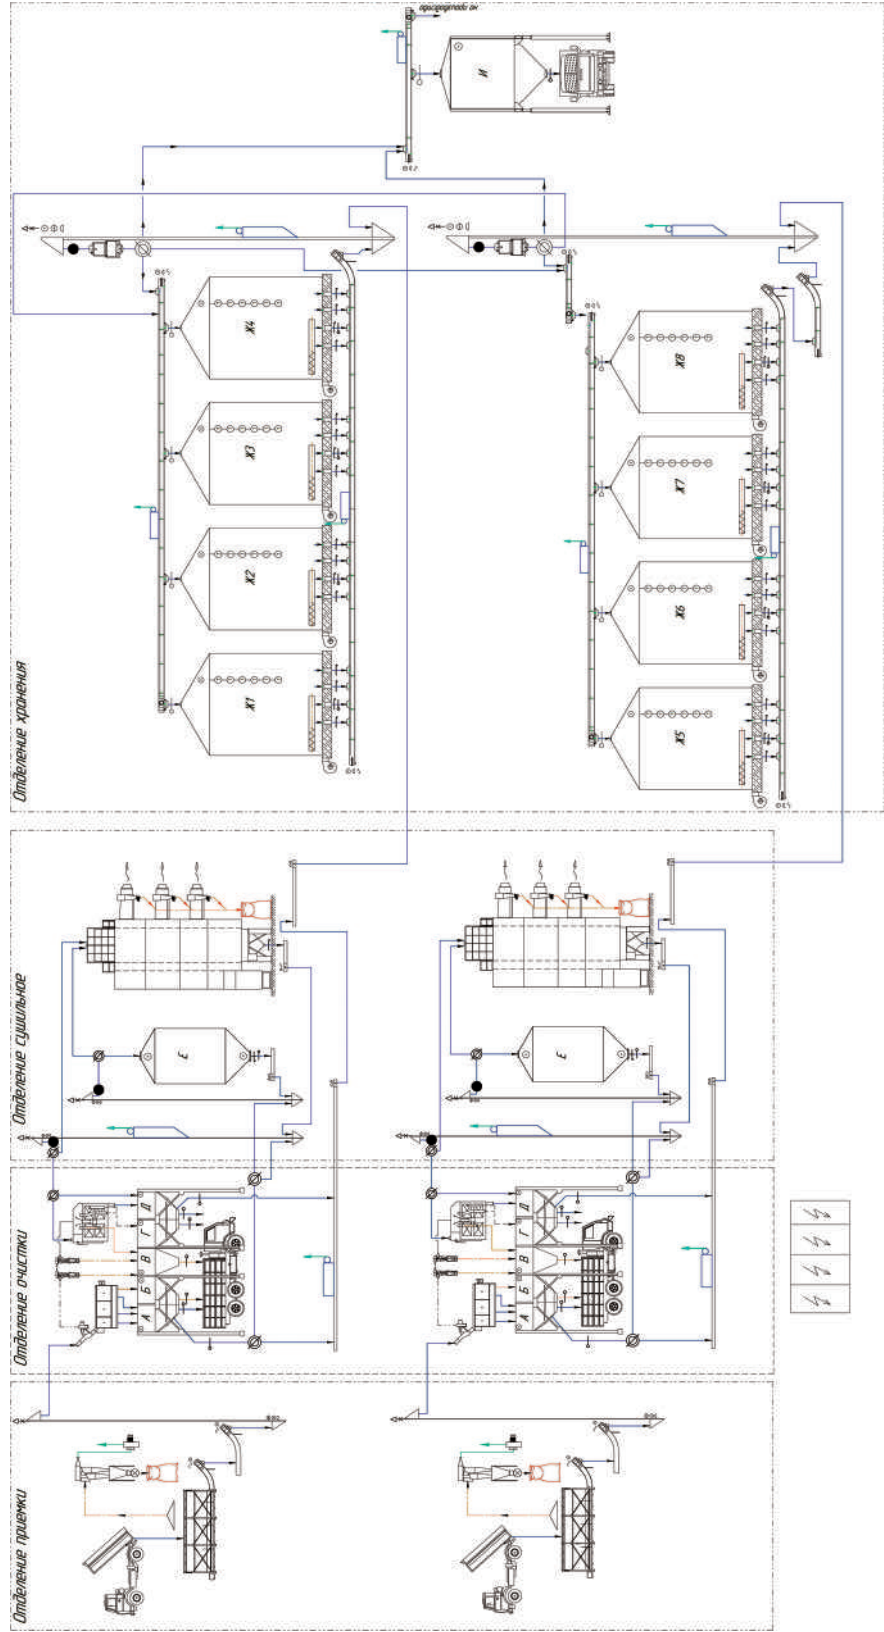 Отделение приемки
Отделение очистки
А
Б
В
Г
Д
А
Б
В
Г
Д
Отделение сушильное
Е
Е
Отделение хранения
Ж1
Ж2
Ж3
Ж4
Ж5
Ж6
Ж7
Ж8
И